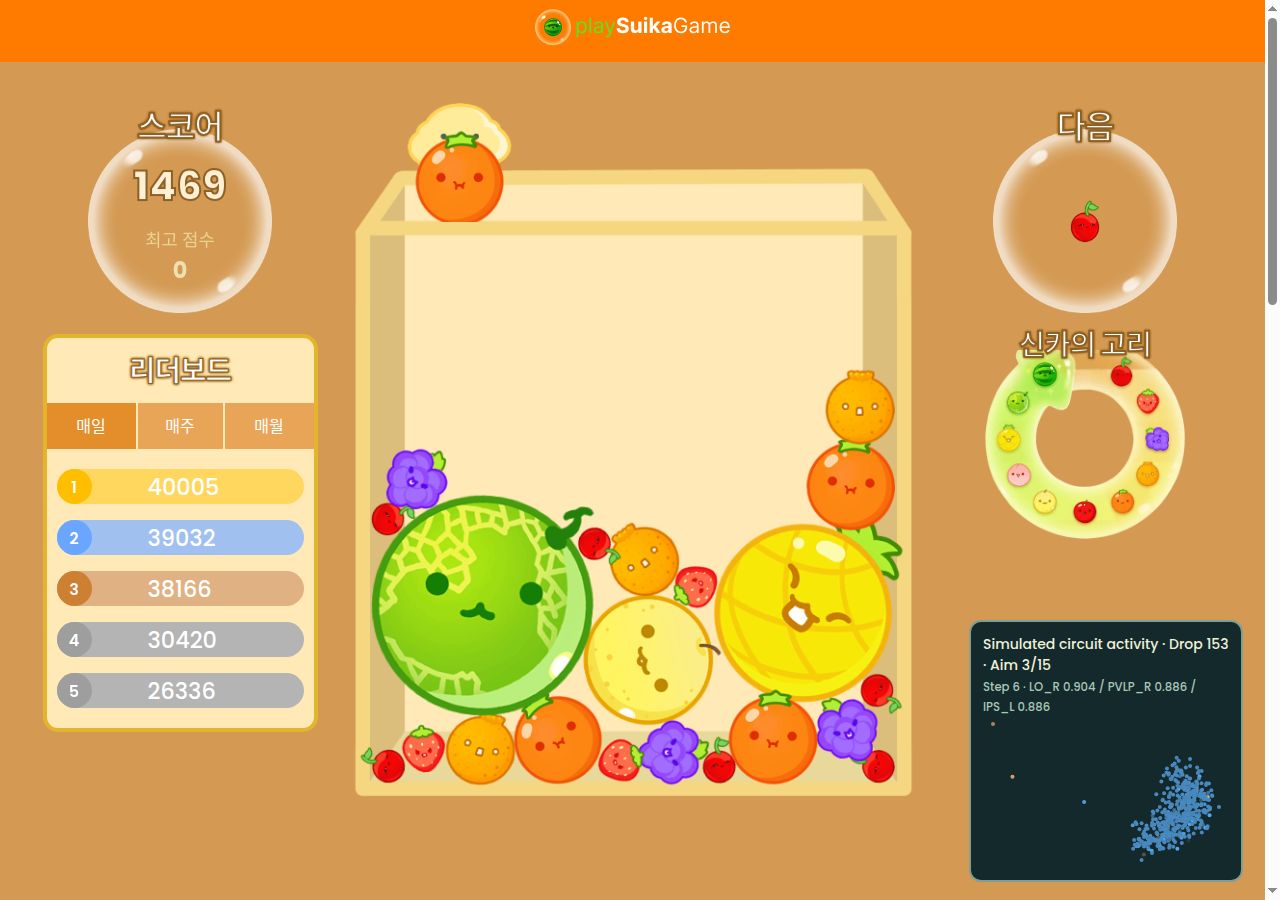 playSuikaGame
스코어
1469
최고 점수
0
다음
리더보드
매일
매주
매월
1
40005
2
39032
3
38166
4
30420
5
26336
신카의 고리
Simulated circuit activity · Drop 153
· Aim 3/15
Step 6 · LO_R 0.904 / PVLP_R 0.886 /
IPS_L 0.886